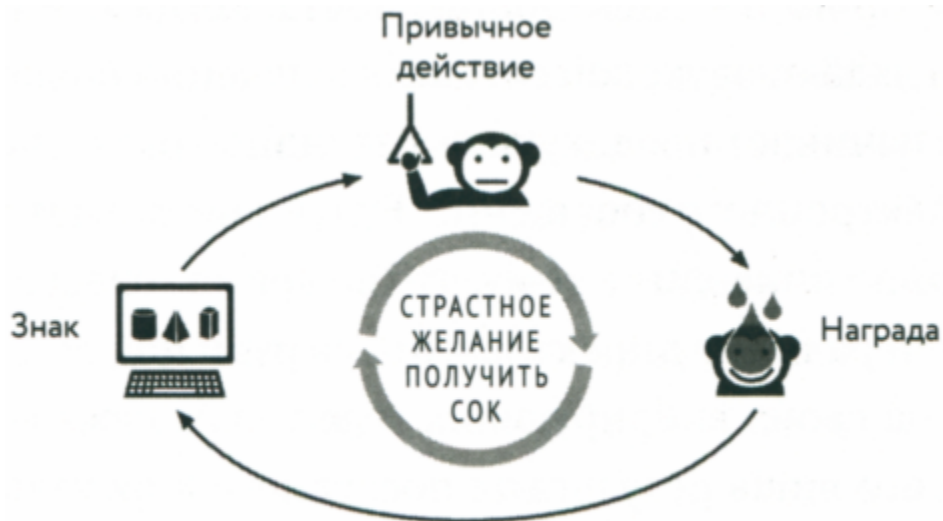 Привычное
действие
Знак
СТРАСТНОЕ
ЖЕЛАНИЕ
ПОЛУЧИТЬ
СОК
Награда